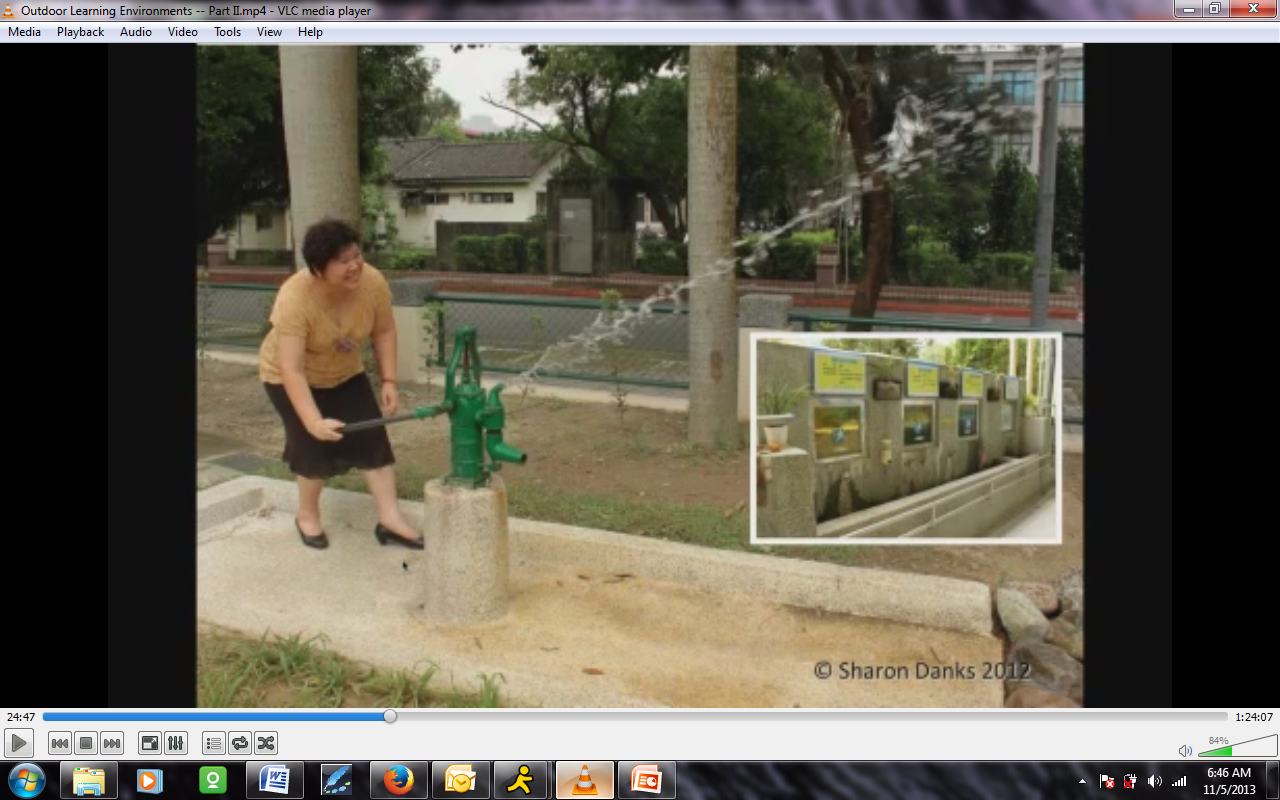 Outdoor Learning Environments -- Part II.mp4 - VLC media player
Media Playback Audio Video Tools View Help
© Sharon Danks 2012
24:47
1:24:07
84%
6:46 AM
11/5/2013